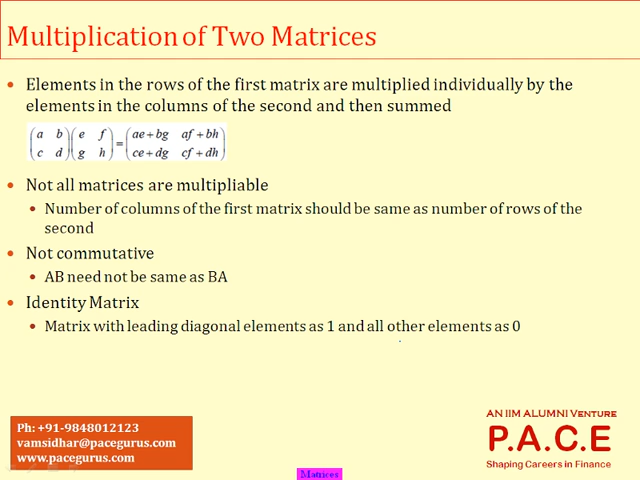 Multiplication of Two Matrices
Elements in the rows of the first matrix are multiplied individually by the
elements in the columns of the second and then summed
a b e f ae + bg af + bh
c d g h = ce + dg cf + dh
Not all matrices are multipliable
Number of columns of the first matrix should be same as number of rows of the
second
Not commutative
AB need not be same as BA
Identity Matrix
Matrix with leading diagonal elements as 1 and all other elements as 0
Ph: +91-9848012123
vamsidhar@pacegurus.com
www.pacegurus.com
AN IIM ALUMNI VENTURE
P.A.C.E
Shaping Careers in Finance
Matrices